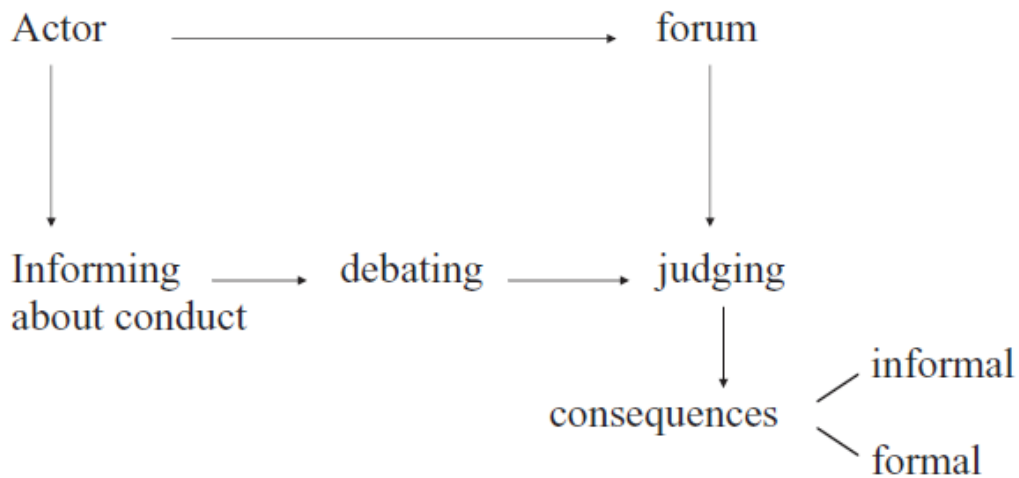 Actor
forum
Informing
about conduct
debating
judging
consequences
informal
formal